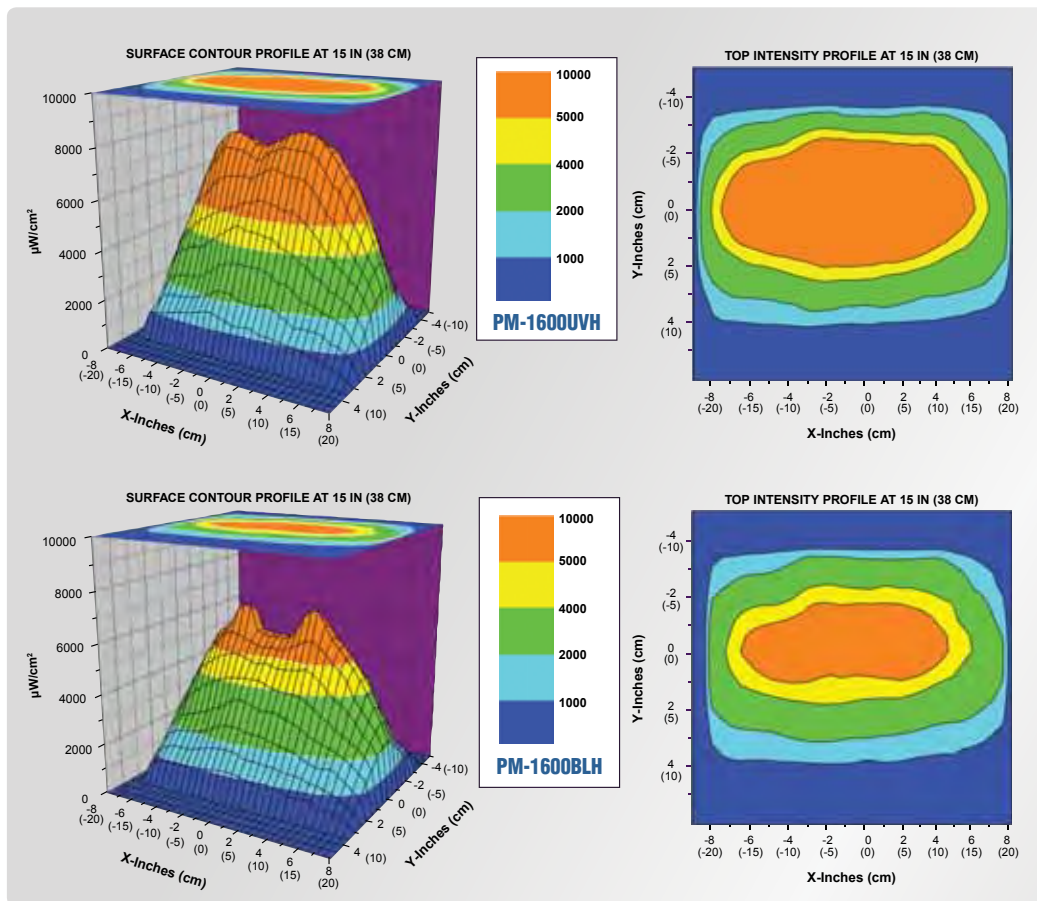 SURFACE CONTOUR PROFILE AT 15 IN (38 CM)
10000
8000
6000
4000
2000
0
µW/cm²
-8 -6 -4 -2 0 2 4 6 8
(-20) (-15) (-10) (-5) (0) (5) (10) (15) (20)
X-Inches (cm)
-4 (-10)
-2 (-5)
0 (0)
2 (5)
4 (10)
Y-Inches (cm)
10000
5000
4000
2000
1000
PM-1600UVH
TOP INTENSITY PROFILE AT 15 IN (38 CM)
-4
(-10)
-2
(-5)
0
(0)
2
(5)
4
(10)
Y-Inches (cm)
-8 -6 -4 -2 0 2 4 6 8
(-20) (-15) (-10) (-5) (0) (5) (10) (15) (20)
X-Inches (cm)
SURFACE CONTOUR PROFILE AT 15 IN (38 CM)
10000
8000
6000
4000
2000
0
µW/cm²
-8 -6 -4 -2 0 2 4 6 8
(-20) (-15) (-10) (-5) (0) (5) (10) (15) (20)
X-Inches (cm)
-4 (-10)
-2 (-5)
0 (0)
2 (5)
4 (10)
Y-Inches (cm)
10000
5000
4000
2000
1000
PM-1600BLH
TOP INTENSITY PROFILE AT 15 IN (38 CM)
-4
(-10)
-2
(-5)
0
(0)
2
(5)
4
(10)
Y-Inches (cm)
-8 -6 -4 -2 0 2 4 6 8
(-20) (-15) (-10) (-5) (0) (5) (10) (15) (20)
X-Inches (cm)